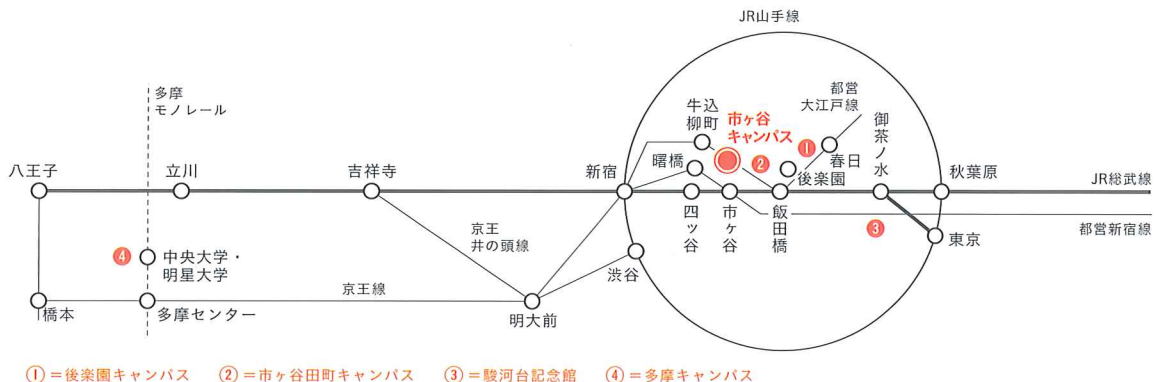 JR山手線
多摩
モノレール
都営
大江戸線
牛込
柳町
市ヶ谷
キャンパス
御茶ノ水
①
②
春日
曙橋
後楽園
八王子
立川
吉祥寺
新宿
秋葉原
JR総武線
四ッ谷
市ヶ谷
飯田橋
都営新宿線
③
東京
京王
井の頭線
④
中央大学・
明星大学
渋谷
京王線
橋本
多摩センター
明大前
①=後楽園キャンパス ②=市ヶ谷田町キャンパス ③=駿河台記念館 ④=多摩キャンパス